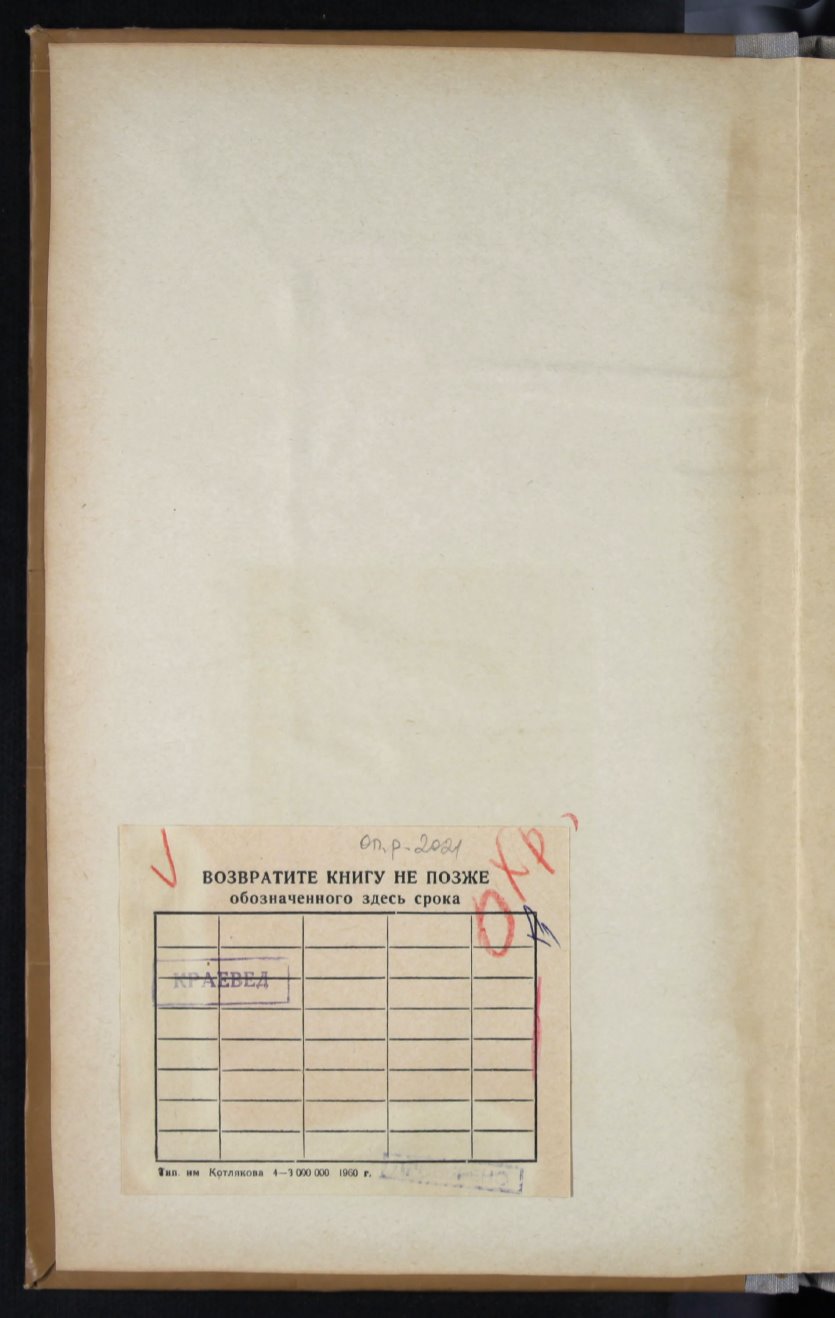 оп.р-2021
ОХР
ВОЗВРАТИТЕ КНИГУ НЕ ПОЗЖЕ
обозначенного здесь срока
КРАЕВЕД
Тип. им Котлякова 4—3 000 000 1960 г.